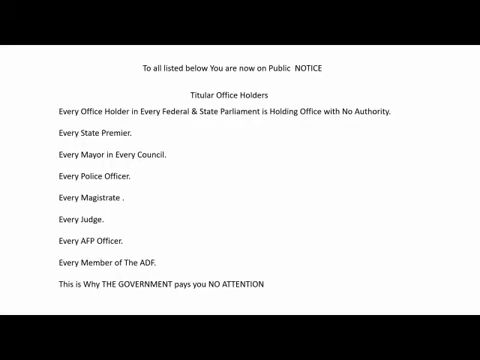 To all listed below You are now on Public  NOTICE
Titular Office Holders
Every Office Holder in Every Federal & State Parliament is Holding Office with No Authority.
Every State Premier.
Every Mayor in Every Council.
Every Police Officer.
Every Magistrate .
Every Judge.
Every AFP Officer.
Every Member of The ADF.
This is Why THE GOVERNMENT pays you NO ATTENTION